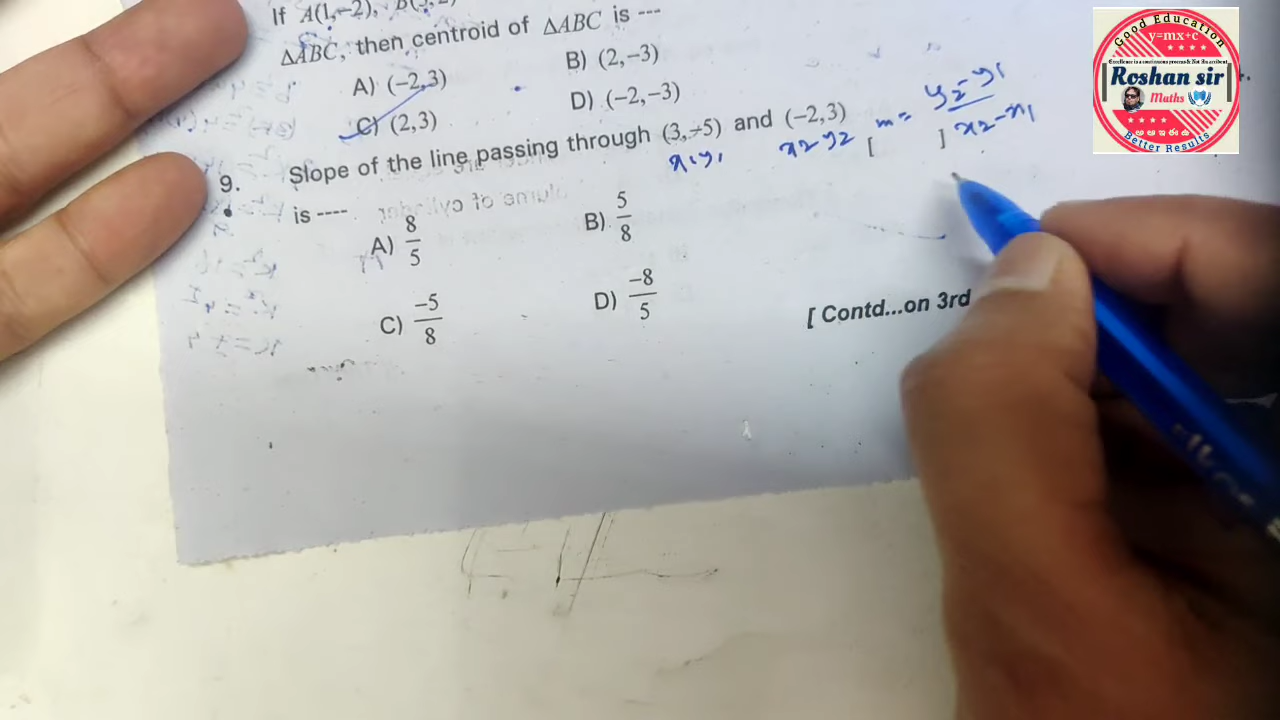 If A(1,−2),
ΔABC, then centroid of ΔABC is ---
A) (−2,3)
B) (2,−3)
C) (2,3)
D) (−2,−3)
9. Slope of the line passing through (3,−5) and (−2,3) [ ]
x1y1 x2y2
m= y2-y1
x2-x1
is ----
A) 8/5
B) 5/8
C) −5/8
D) −8/5
[ Contd...on 3rd
Good Education
y=mx+c
Roshan sir
Maths
Better Results